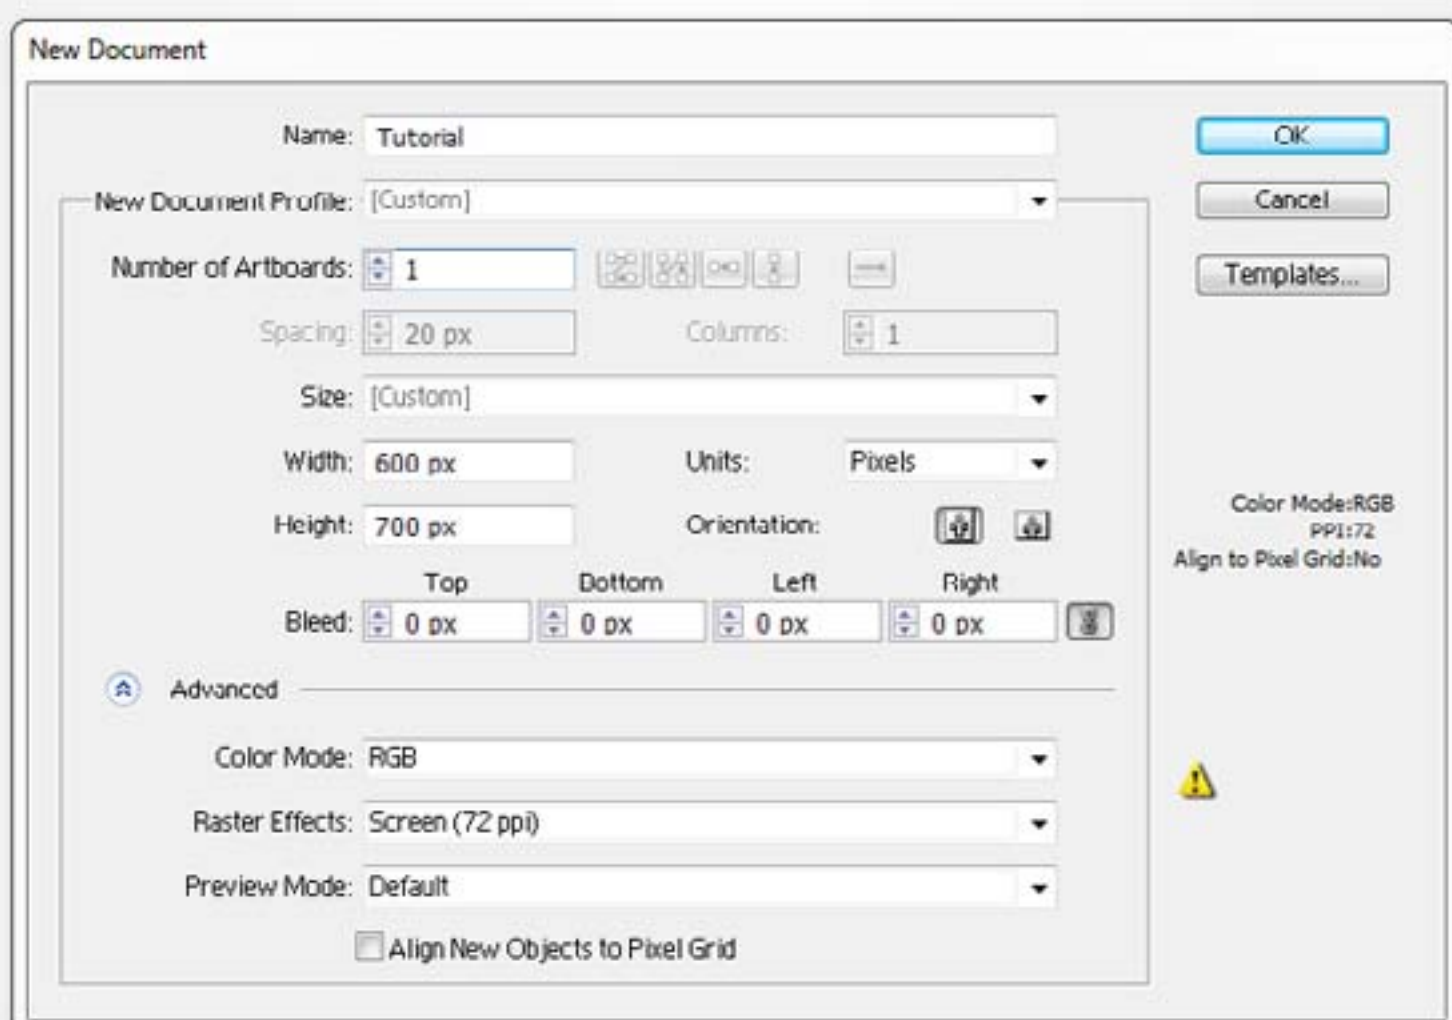 New Document
Name: Tutorial
OK
New Document Profile: [Custom]
Cancel
Number of Artboards: 1
Templates...
Spacing: 20 px Columns: 1
Size: [Custom]
Width: 600 px Units: Pixels
Height: 700 px Orientation:
Color Mode:RGB
PPI:72
Align to Pixel Grid:No
Top Bottom Left Right
Bleed: 0 px 0 px 0 px 0 px
Advanced
Color Mode: RGB
Raster Effects: Screen (72 ppi)
Preview Mode: Default
Align New Objects to Pixel Grid